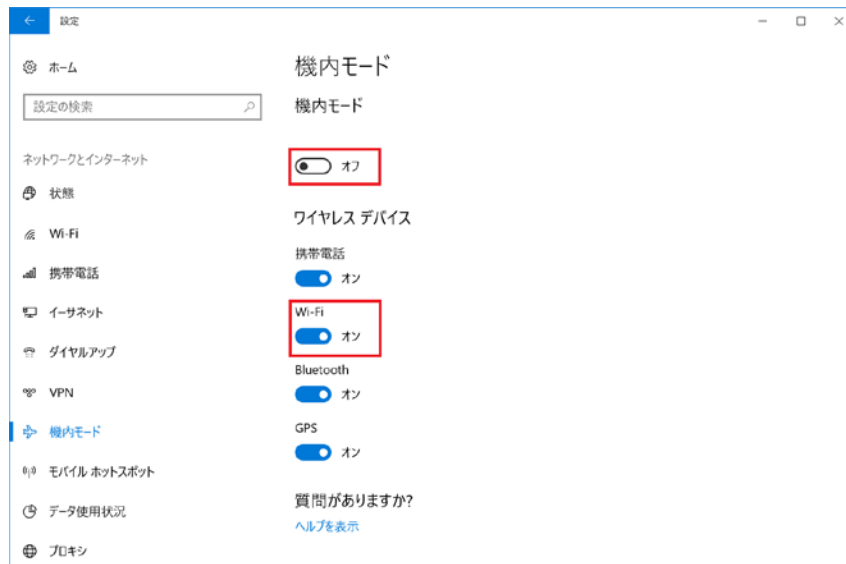 設定
ホーム
設定の検索
ネットワークとインターネット
状態
Wi-Fi
携帯電話
イーサネット
ダイヤルアップ
VPN
機内モード
モバイル ホットスポット
データ使用状況
プロキシ
機内モード
機内モード
オフ
ワイヤレス デバイス
携帯電話
オン
Wi-Fi
オン
Bluetooth
オン
GPS
オン
質問がありますか?
ヘルプを表示